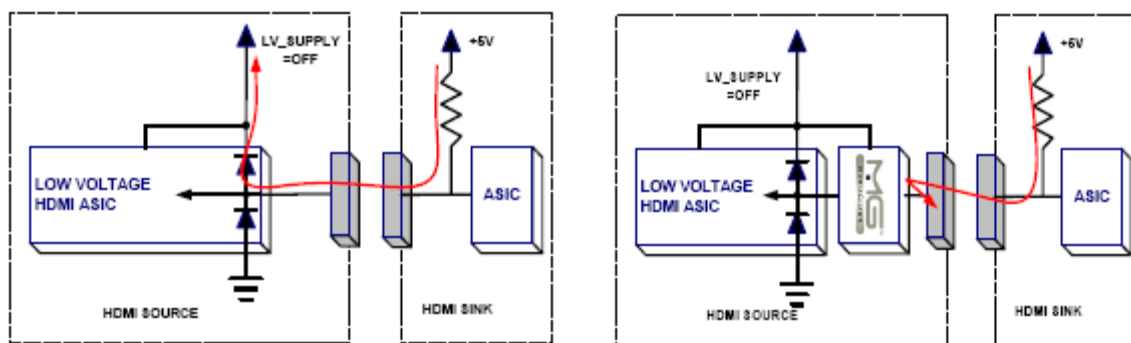 LV_SUPPLY
=OFF
+5V
LOW VOLTAGE
HDMI ASIC
ASIC
HDMI SOURCE
HDMI SINK
LV_SUPPLY
=OFF
+5V
LOW VOLTAGE
HDMI ASIC
MG
ASIC
HDMI SOURCE
HDMI SINK